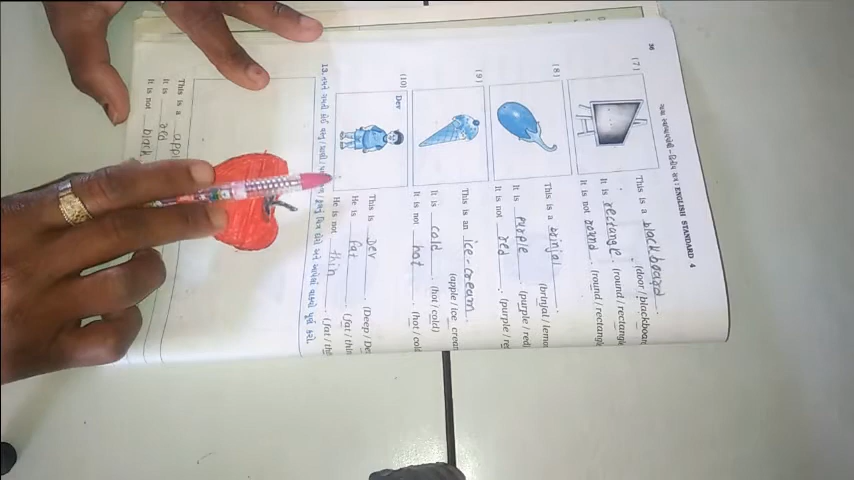 36
: ENGLISH STANDARD 4
(7)
This is a blackboard. (door / blackboard
It is rectangle. (round / rectangle
It is not round. (round / rectangle
(8)
This is a brinjal. (brinjal / lemon
It is purple. (purple / red
It is not red. (purple / re
(9)
This is an ice-cream.
(apple / ice cream
It is cold. (hot / cold)
It is not hot. (hot / cold
(10)
Dev
This is Dev. (Deep / De
He is fat. (fat / thin
He is not thin. (fat / thi
13.
This is a appl
It is red
It is not black